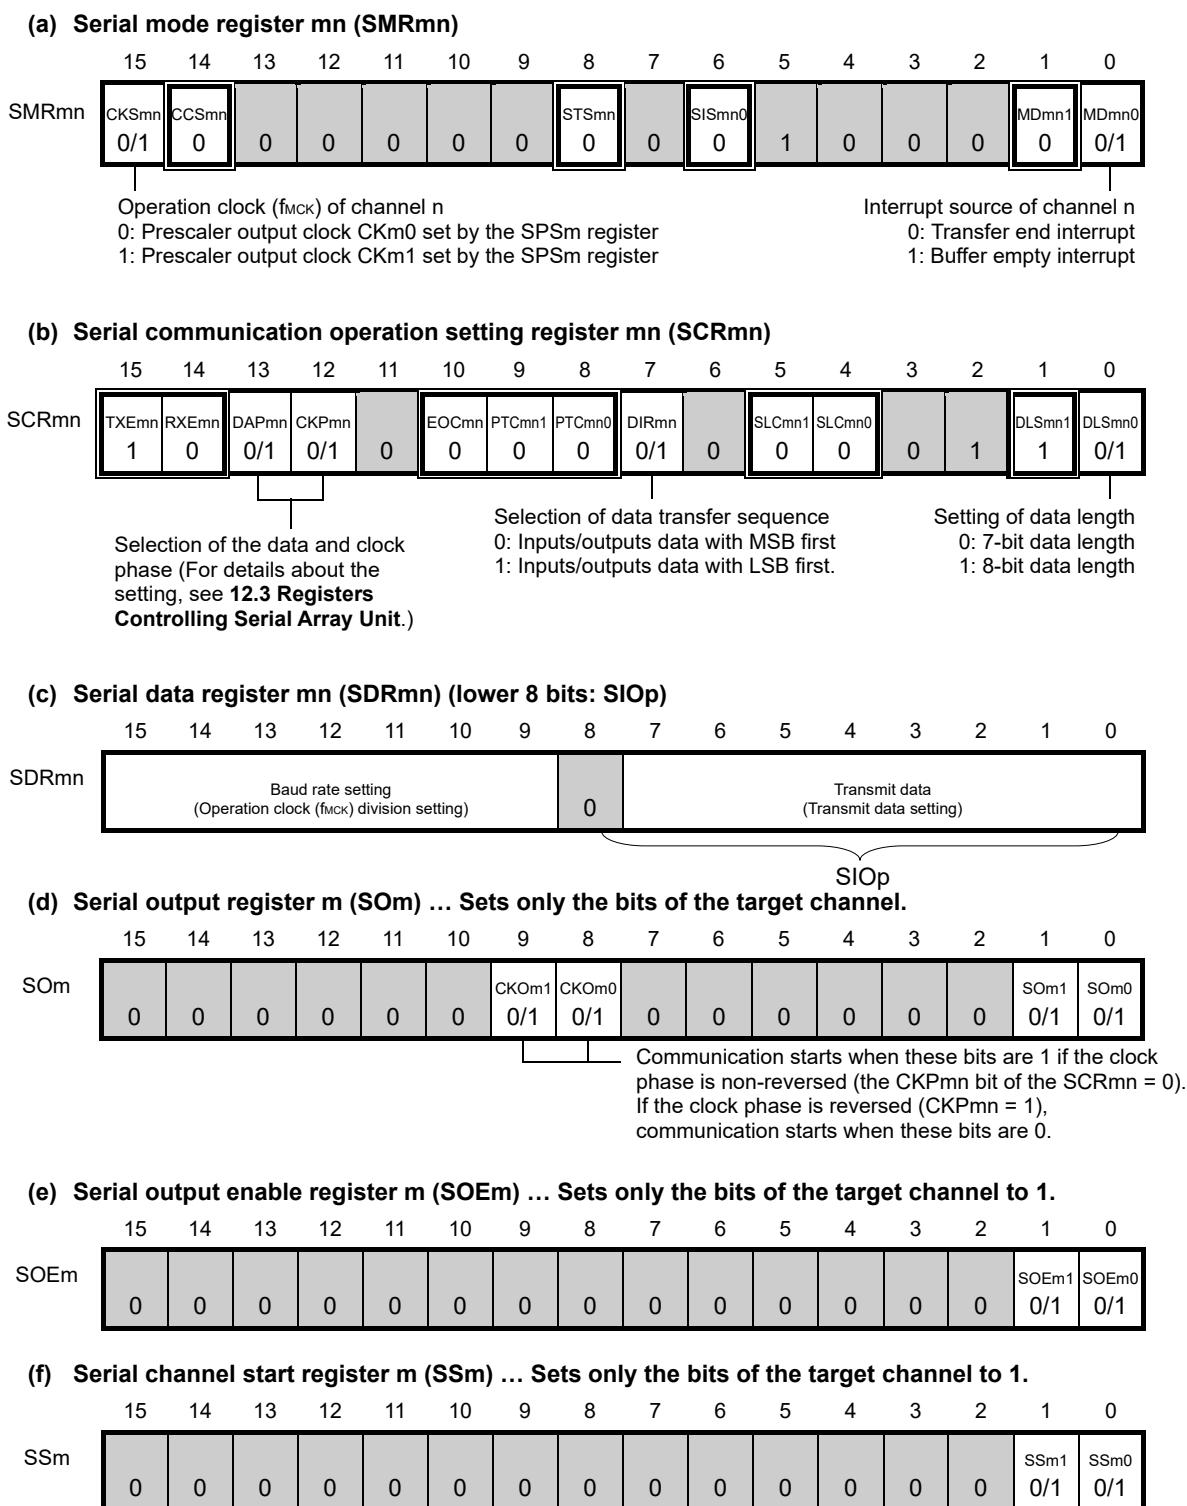 (a) Serial mode register mn (SMRmn)
15 14 13 12 11 10 9 8 7 6 5 4 3 2 1 0
SMRmn
CKSmn CCSmn STSmn SISmn0 MDmn1 MDmn0
0/1 0 0 0 0 0 0 0 0 0 1 0 0 0 0 0/1
Operation clock (fMCK) of channel n
0: Prescaler output clock CKm0 set by the SPSm register
1: Prescaler output clock CKm1 set by the SPSm register
Interrupt source of channel n
0: Transfer end interrupt
1: Buffer empty interrupt
(b) Serial communication operation setting register mn (SCRmn)
15 14 13 12 11 10 9 8 7 6 5 4 3 2 1 0
SCRmn
TXEmn RXEmn DAPmn CKPmn EOCmn PTCmn1 PTCmn0 DIRmn SLCmn1 SLCmn0 DLSmn1 DLSmn0
1 0 0/1 0/1 0 0 0 0 0/1 0 0 0 0 1 1 0/1
Selection of the data and clock
phase (For details about the
setting, see 12.3 Registers
Controlling Serial Array Unit.)
Selection of data transfer sequence
0: Inputs/outputs data with MSB first
1: Inputs/outputs data with LSB first.
Setting of data length
0: 7-bit data length
1: 8-bit data length
(c) Serial data register mn (SDRmn) (lower 8 bits: SIOp)
15 14 13 12 11 10 9 8 7 6 5 4 3 2 1 0
SDRmn
Baud rate setting
(Operation clock (fMCK) division setting)
0
Transmit data
(Transmit data setting)
SIOp
(d) Serial output register m (SOm) … Sets only the bits of the target channel.
15 14 13 12 11 10 9 8 7 6 5 4 3 2 1 0
SOm
CKOm1 CKOm0 SOm1 SOm0
0 0 0 0 0 0 0/1 0/1 0 0 0 0 0 0 0/1 0/1
Communication starts when these bits are 1 if the clock
phase is non-reversed (the CKPmn bit of the SCRmn = 0).
If the clock phase is reversed (CKPmn = 1),
communication starts when these bits are 0.
(e) Serial output enable register m (SOEm) … Sets only the bits of the target channel to 1.
15 14 13 12 11 10 9 8 7 6 5 4 3 2 1 0
SOEm
SOEm1 SOEm0
0 0 0 0 0 0 0 0 0 0 0 0 0 0 0/1 0/1
(f) Serial channel start register m (SSm) … Sets only the bits of the target channel to 1.
15 14 13 12 11 10 9 8 7 6 5 4 3 2 1 0
SSm
SSm1 SSm0
0 0 0 0 0 0 0 0 0 0 0 0 0 0 0/1 0/1